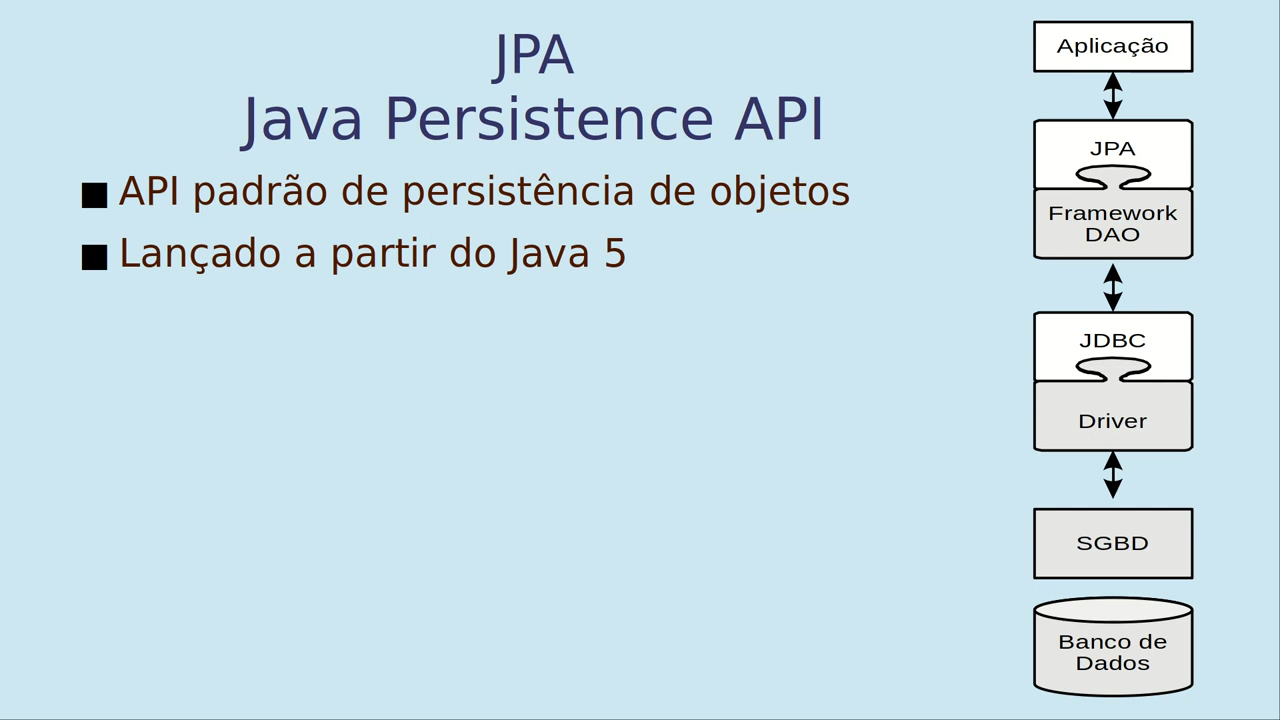 JPA
Java Persistence API
■ API padrão de persistência de objetos
■ Lançado a partir do Java 5
Aplicação
JPA
Framework
DAO
JDBC
Driver
SGBD
Banco de
Dados